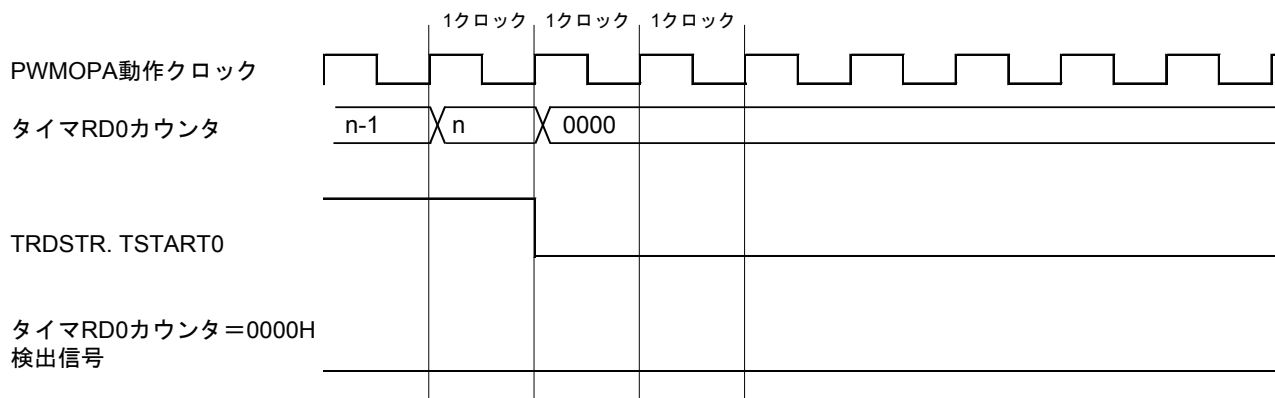 1クロック 1クロック 1クロック
PWMOPA動作クロック
タイマRD0カウンタ n-1 n 0000
TRDSTR. TSTART0
タイマRD0カウンタ＝0000H
検出信号